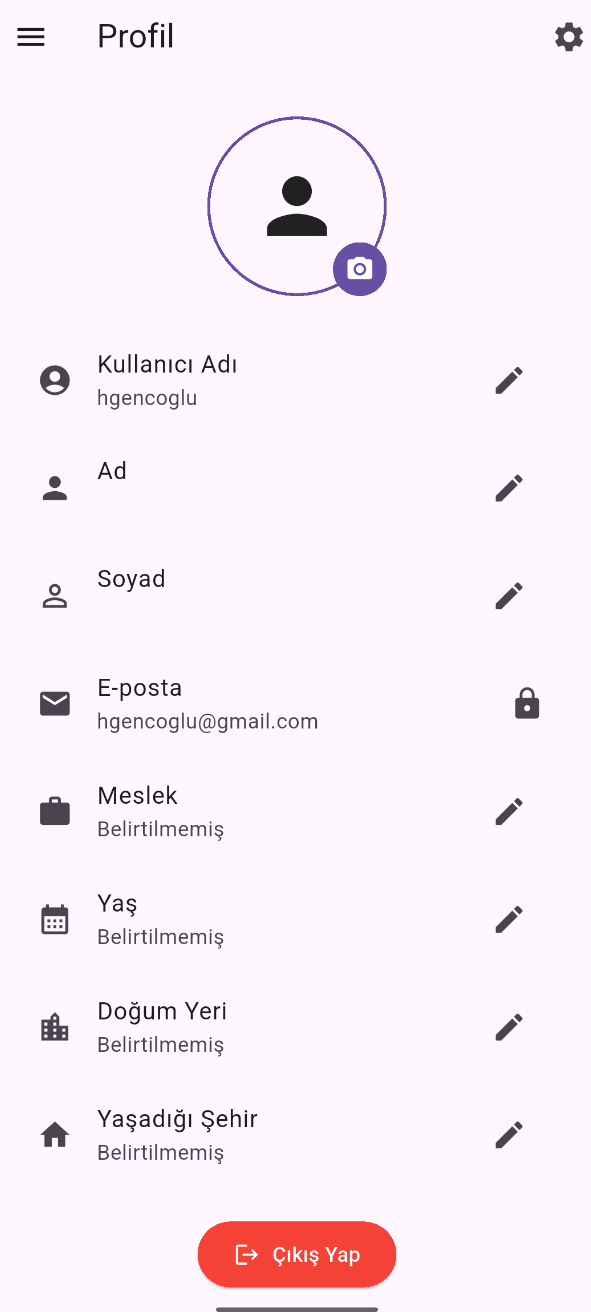 Profil
Kullanıcı Adı
hgencoglu
Ad
Soyad
E-posta
hgencoglu@gmail.com
Meslek
Belirtilmemiş
Yaş
Belirtilmemiş
Doğum Yeri
Belirtilmemiş
Yaşadığı Şehir
Belirtilmemiş
Çıkış Yap